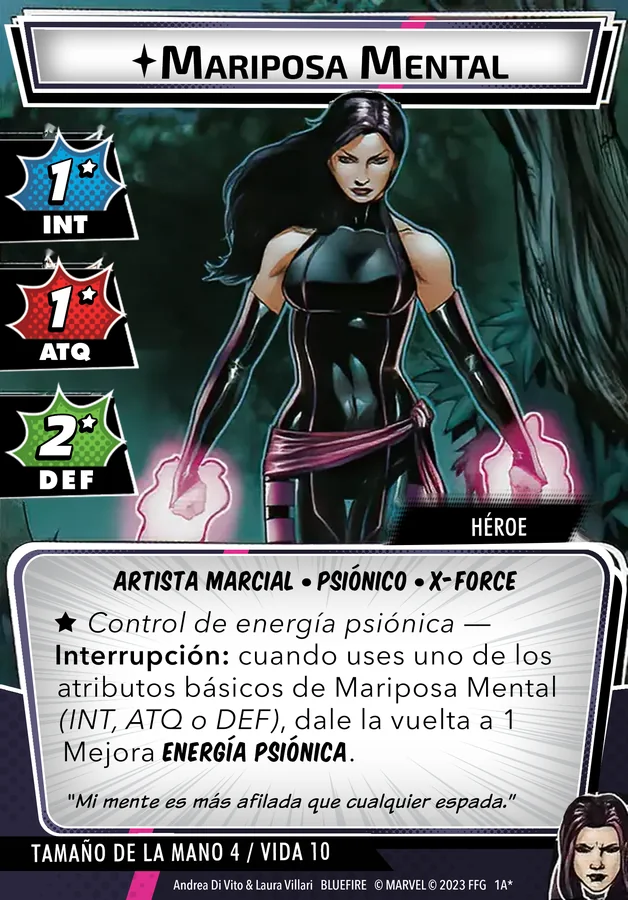 MARIPOSA MENTAL
1
INT
1
ATQ
2
DEF
HÉROE
ARTISTA MARCIAL • PSIÓNICO • X-FORCE
★ Control de energía psiónica —
Interrupción: cuando uses uno de los
atributos básicos de Mariposa Mental
(INT, ATQ o DEF), dale la vuelta a 1
Mejora ENERGÍA PSIÓNICA.
"Mi mente es más afilada que cualquier espada."
TAMAÑO DE LA MANO 4 / VIDA 10
Andrea Di Vito & Laura Villari BLUEFIRE © MARVEL © 2023 FFG 1A*